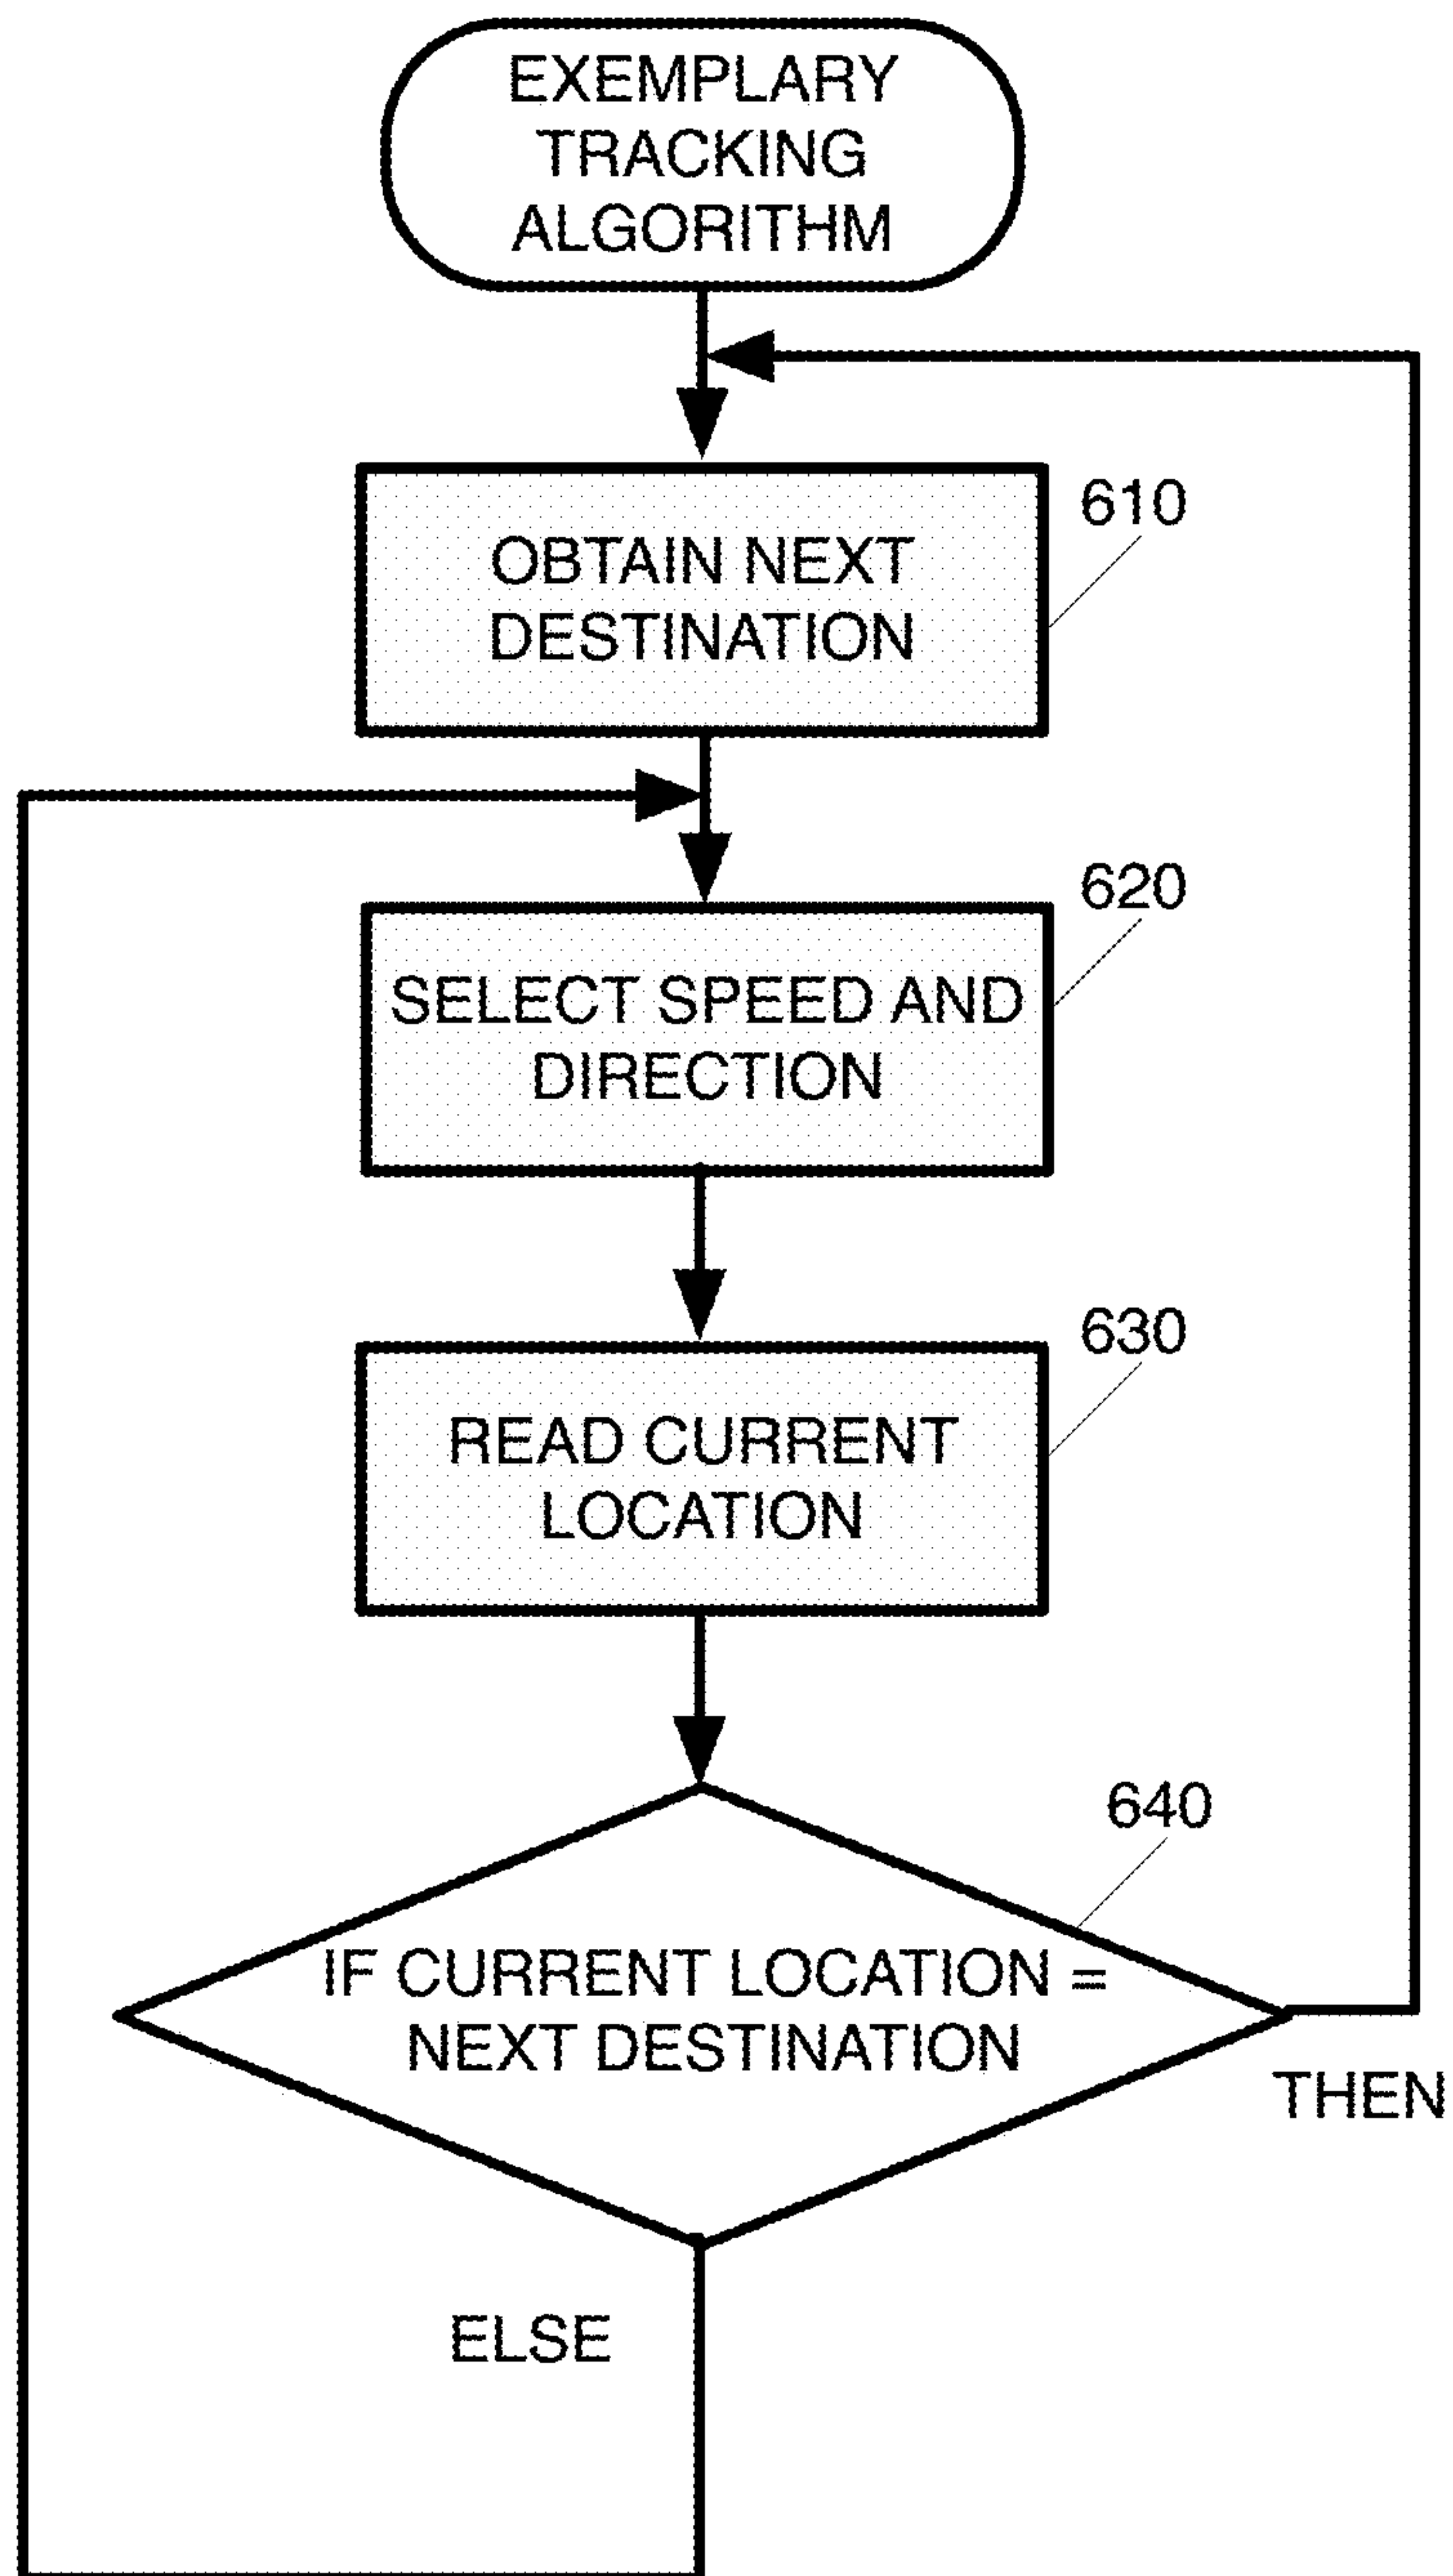 EXEMPLARY
TRACKING
ALGORITHM
610
OBTAIN NEXT
DESTINATION
620
SELECT SPEED AND
DIRECTION
630
READ CURRENT
LOCATION
640
IF CURRENT LOCATION =
NEXT DESTINATION
THEN
ELSE